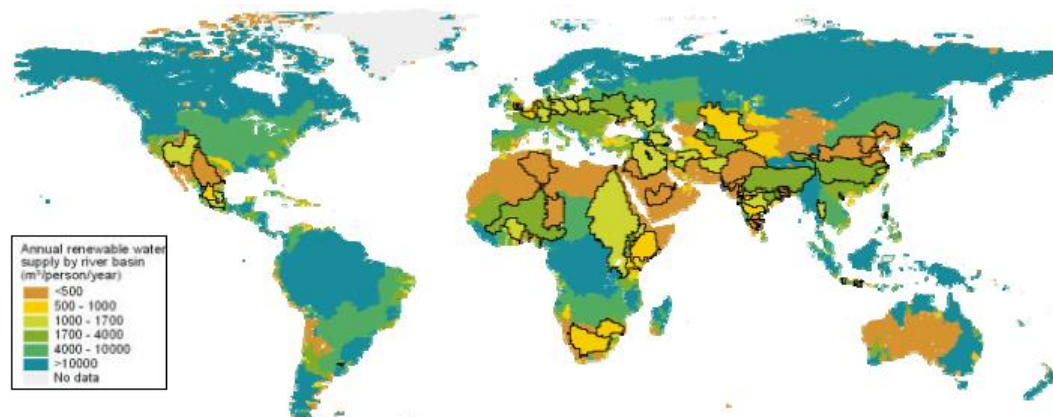 Annual renewable water
supply by river basin
(m³/person/year)
<500
500 - 1000
1000 - 1700
1700 - 4000
4000 - 10000
>10000
No data